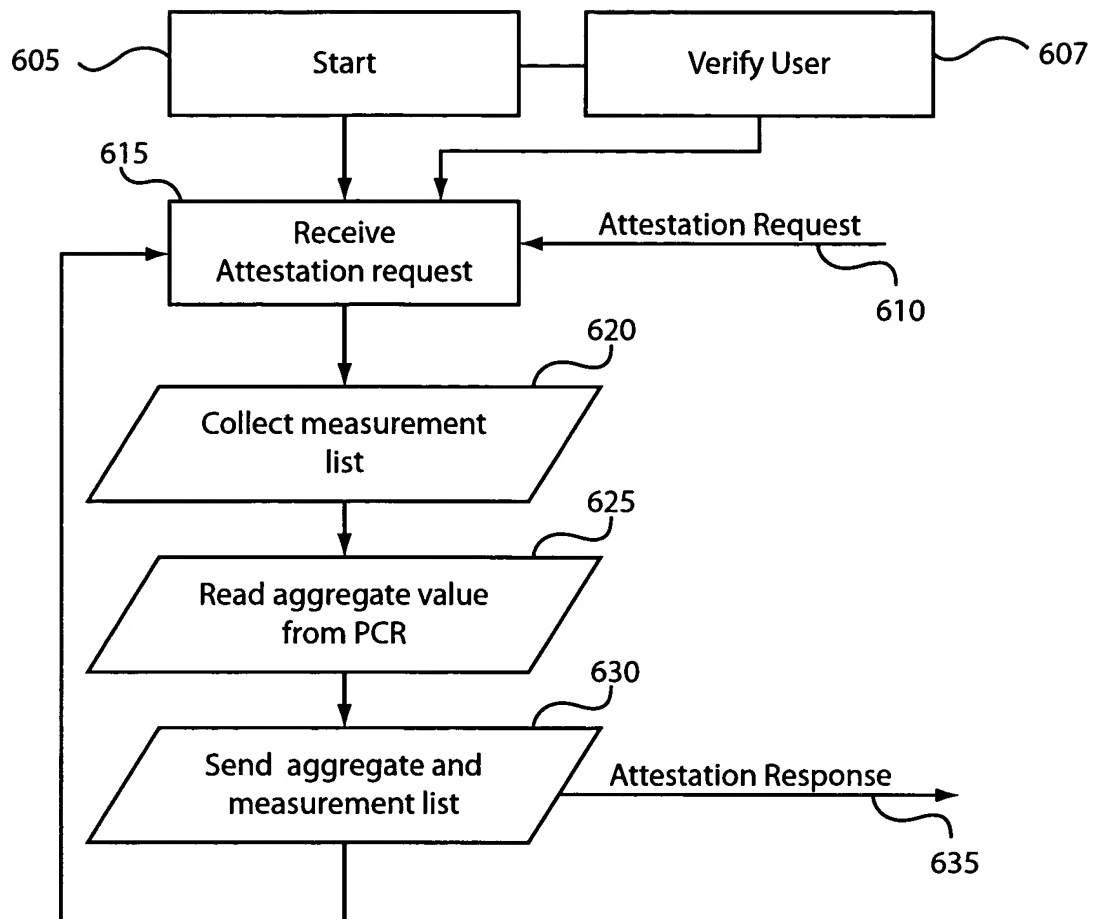 605
Start
Verify User
607
615
Receive
Attestation request
Attestation Request
610
620
Collect measurement
list
625
Read aggregate value
from PCR
630
Send aggregate and
measurement list
Attestation Response
635